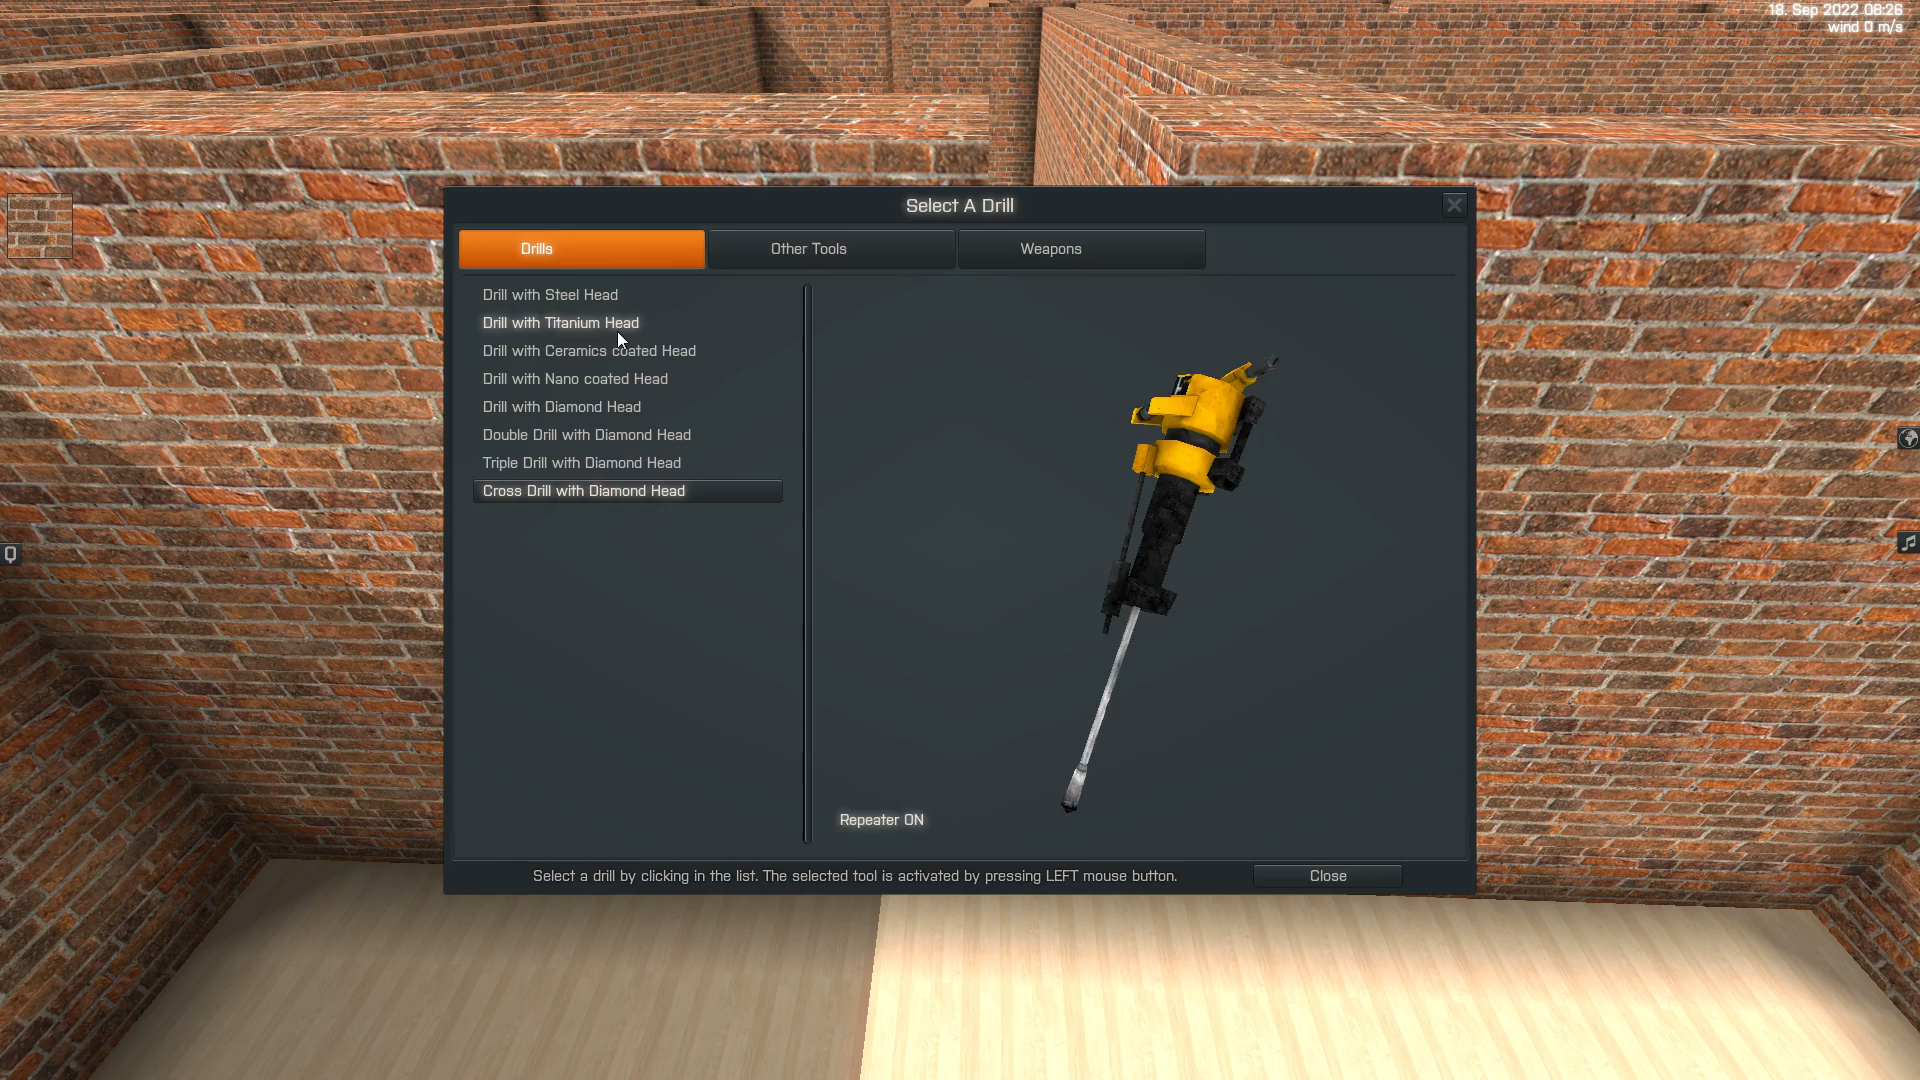 18. Sep 2022 08:26
wind 0 m/s
Select A Drill
Drills
Other Tools
Weapons
Drill with Steel Head
Drill with Titanium Head
Drill with Ceramics coated Head
Drill with Nano coated Head
Drill with Diamond Head
Double Drill with Diamond Head
Triple Drill with Diamond Head
Cross Drill with Diamond Head
Repeater ON
Select a drill by clicking in the list. The selected tool is activated by pressing LEFT mouse button.
Close